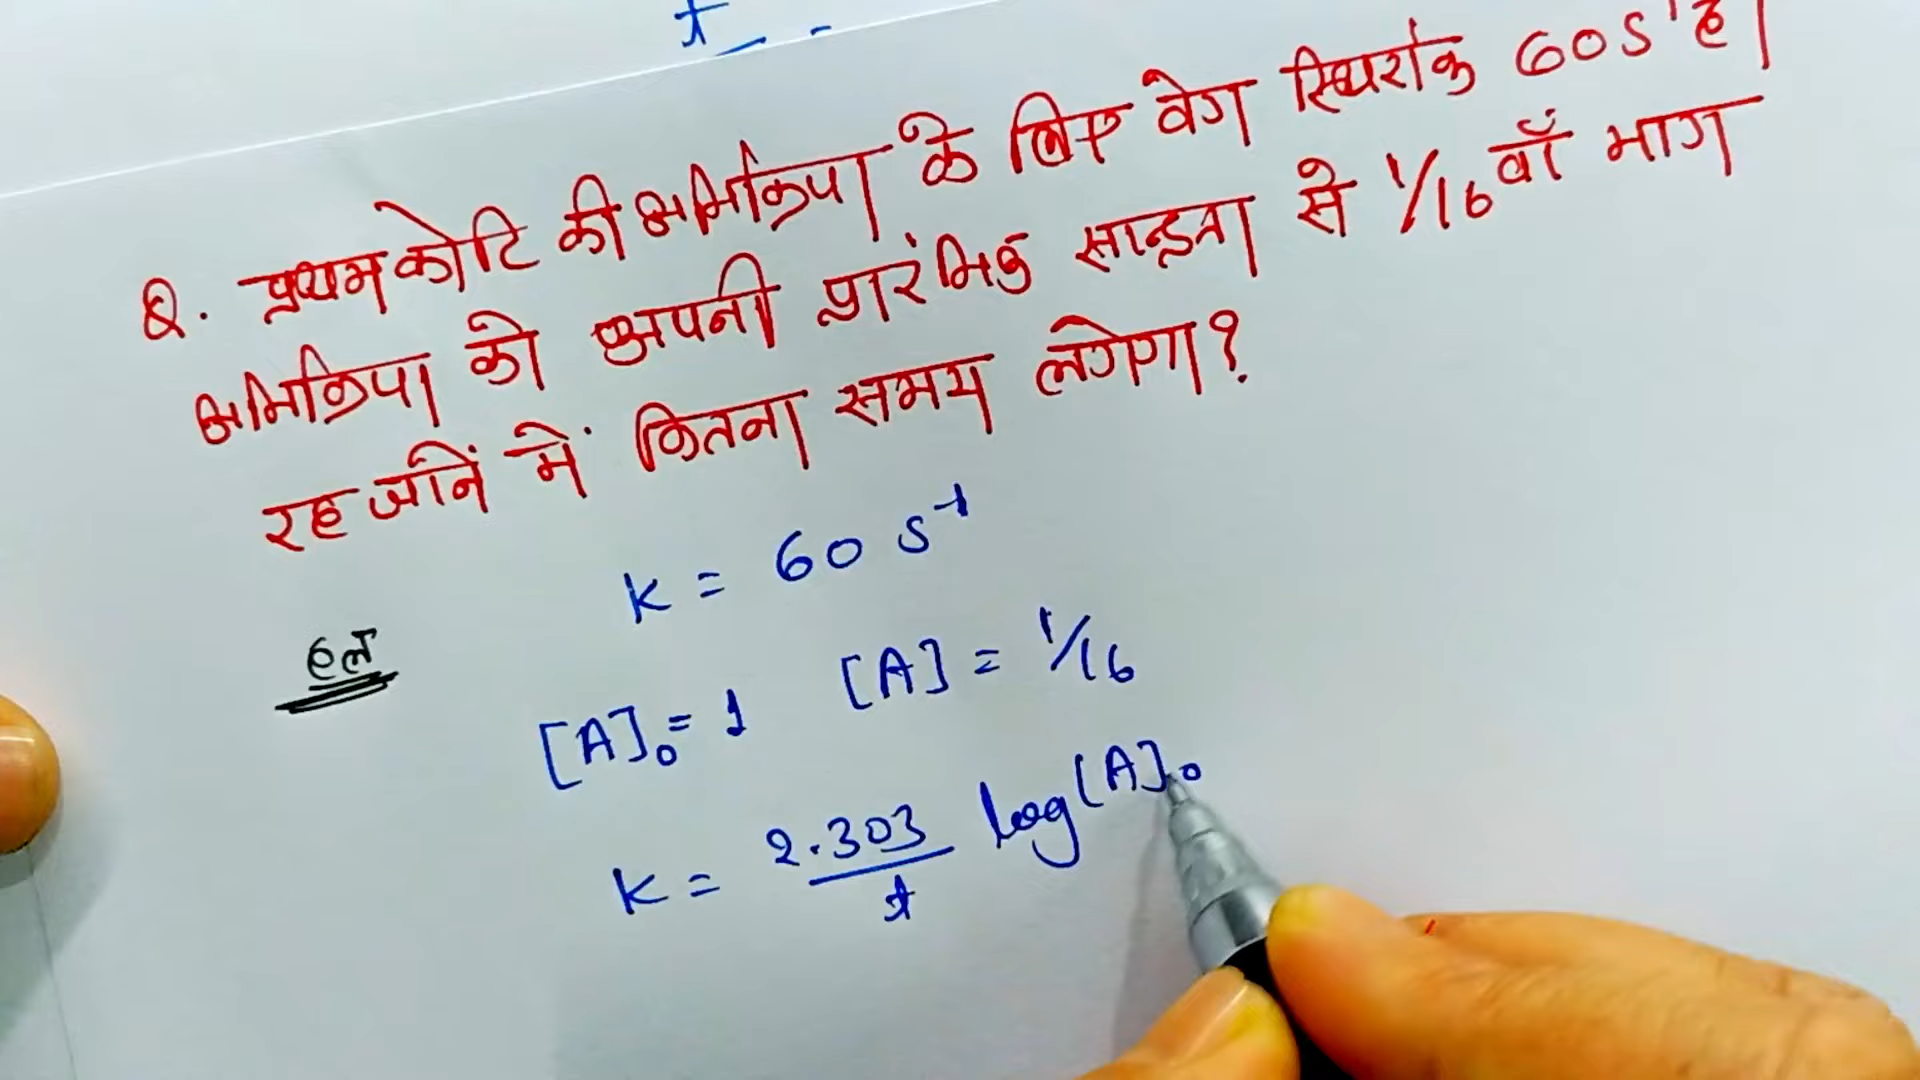 Q. प्रथम कोटि की अभिक्रिया के लिए वेग स्थिरांक 60 S⁻¹ है।
अभिक्रिया को अपनी प्रारंभिक सान्द्रता से 1/16 वाँ भाग
रह जाने में कितना समय लगेगा?
हल
K = 60 S⁻¹
[A]₀ = 1 [A] = 1/16
K = 2.303/t log [A]₀